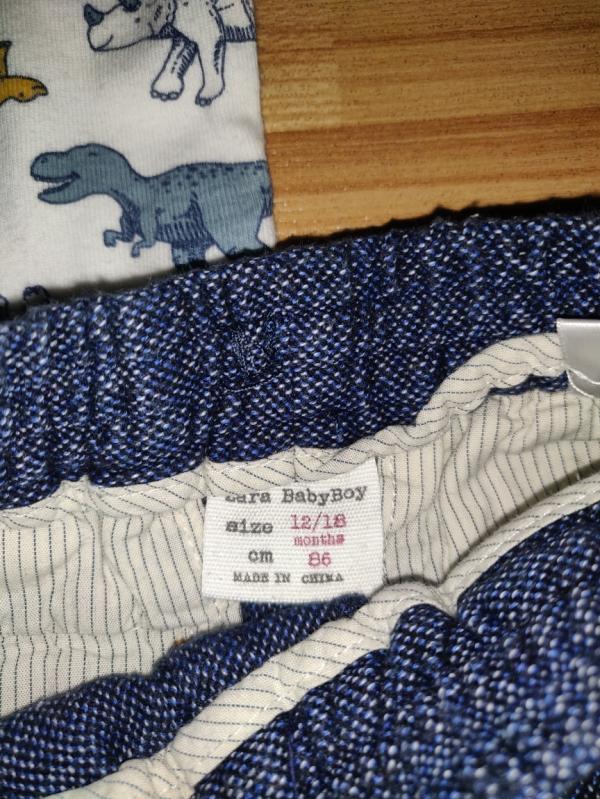 Zara BabyBoy
size 12/18
months
cm 86
MADE IN CHINA